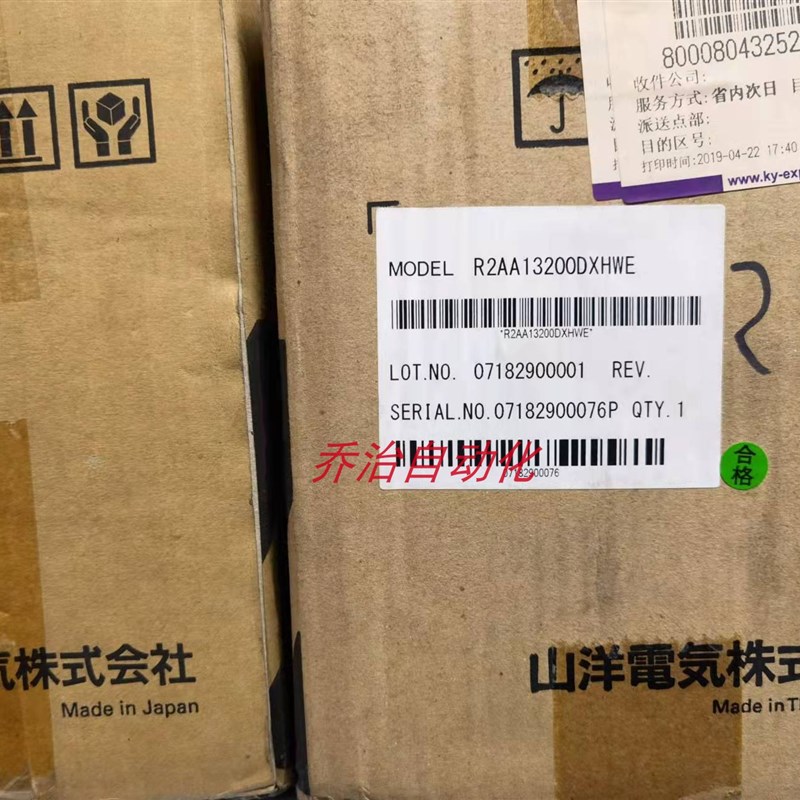 80008043252
收件公司:
服务方式: 省内次日
派送点部:
目的区号:
打印时间: 2019-04-22 17:40
www.ky-exp
MODEL R2AA13200DXHWE
*R2AA13200DXHWE*
LOT.NO. 07182900001 REV.
SERIAL.NO.07182900076P QTY.1
乔治自动化
07182900076
合格
R
気株式会社
Made in Japan
山洋電気株式
Made in T